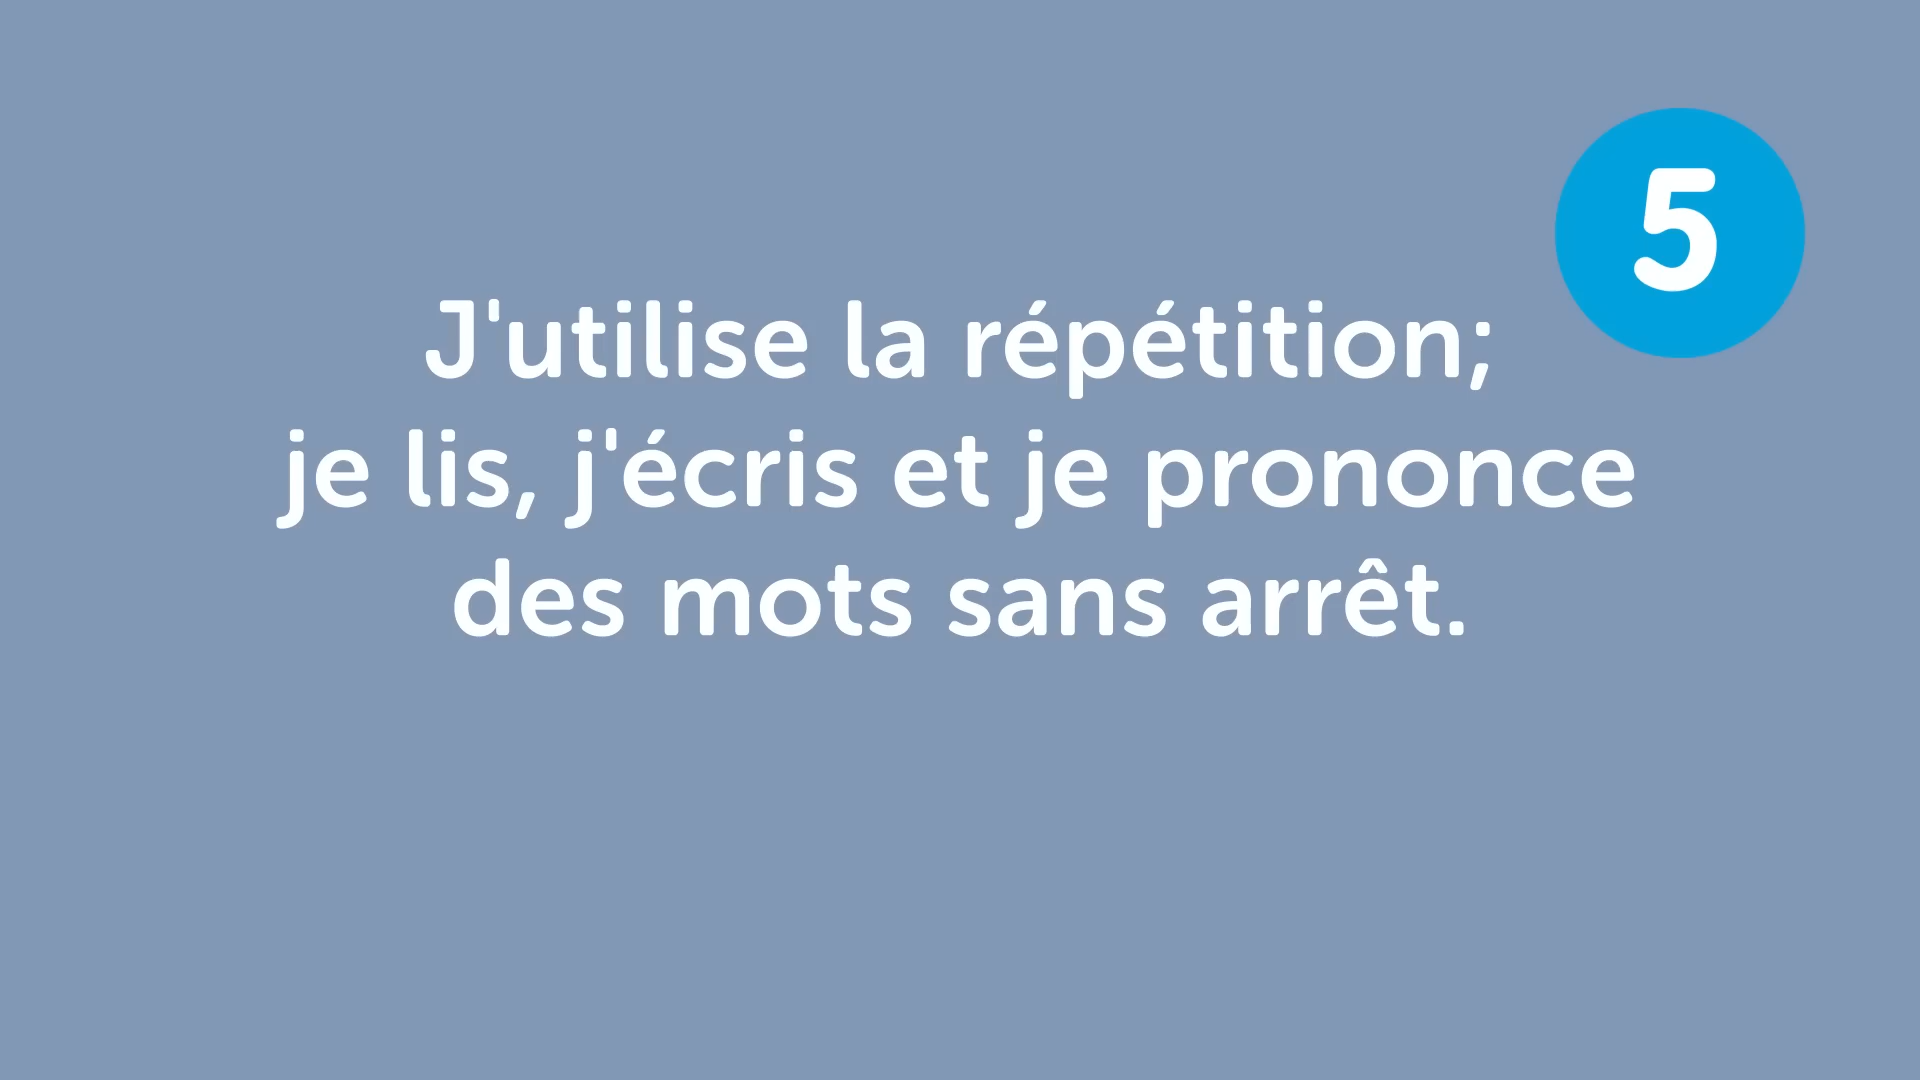 5
J'utilise la répétition;
je lis, j'écris et je prononce
des mots sans arrêt.